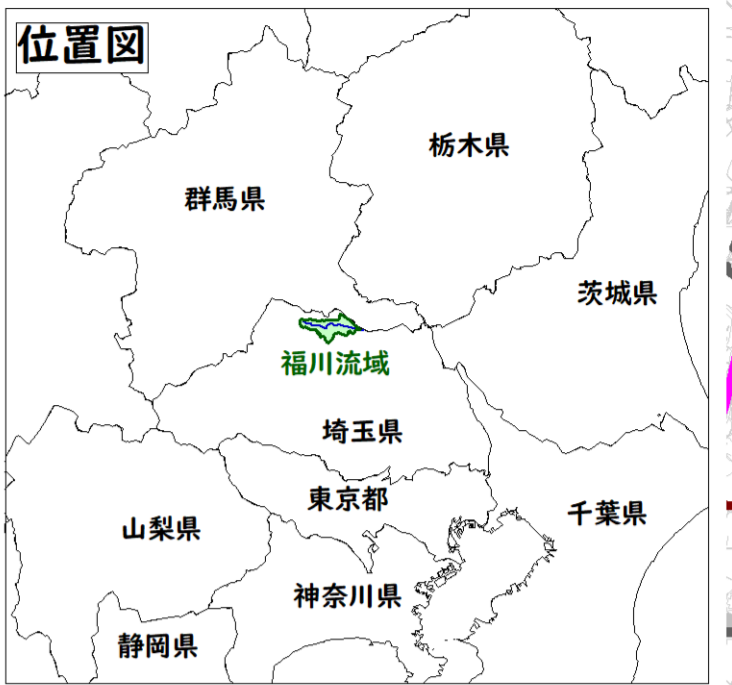 位置図
栃木県
群馬県
茨城県
福川流域
埼玉県
東京都
千葉県
山梨県
神奈川県
静岡県